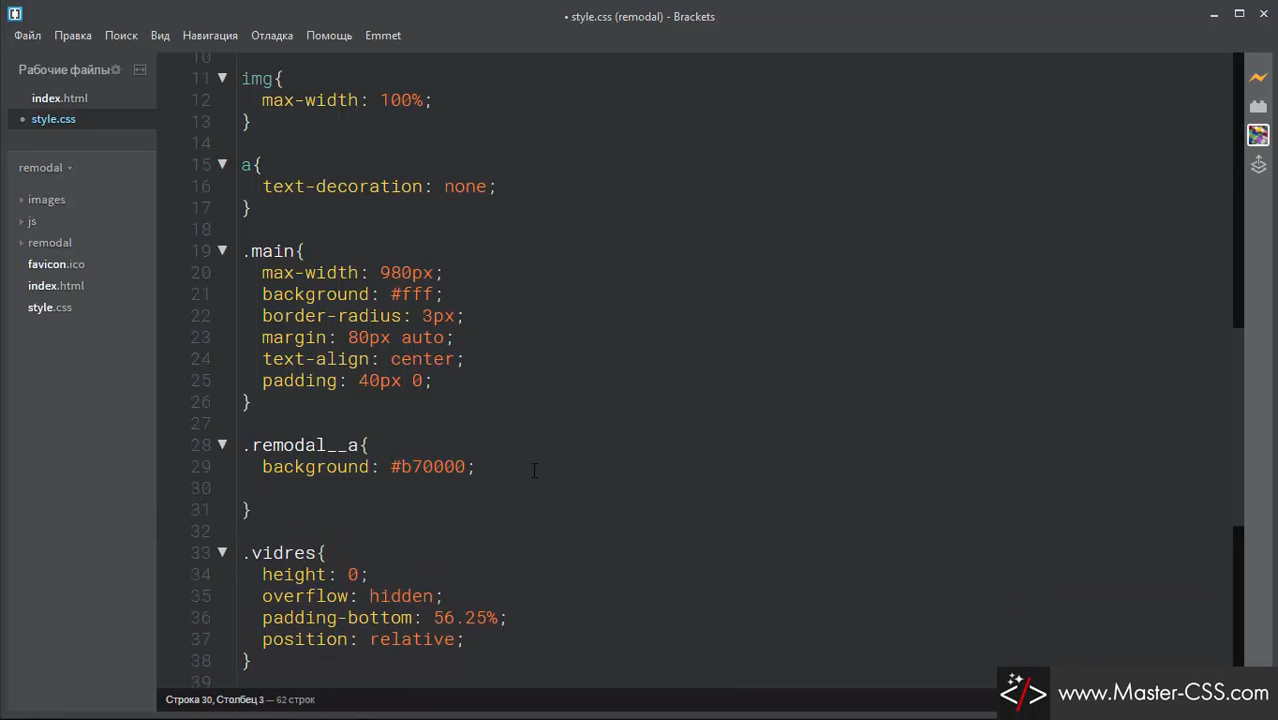 • style.css (remodal) - Brackets
Файл Правка Поиск Вид Навигация Отладка Помощь Emmet
Рабочие файлы
index.html
• style.css
remodal
images
js
remodal
favicon.ico
index.html
style.css
10
11 img{
12 max-width: 100%;
13 }
14
15 a{
16 text-decoration: none;
17 }
18
19 .main{
20 max-width: 980px;
21 background: #fff;
22 border-radius: 3px;
23 margin: 80px auto;
24 text-align: center;
25 padding: 40px 0;
26 }
27
28 .remodal__a{
29 background: #b70000;
30
31 }
32
33 .vidres{
34 height: 0;
35 overflow: hidden;
36 padding-bottom: 56.25%;
37 position: relative;
38 }
39
Строка 30, Столбец 3 — 62 строки
</> www.Master-CSS.com